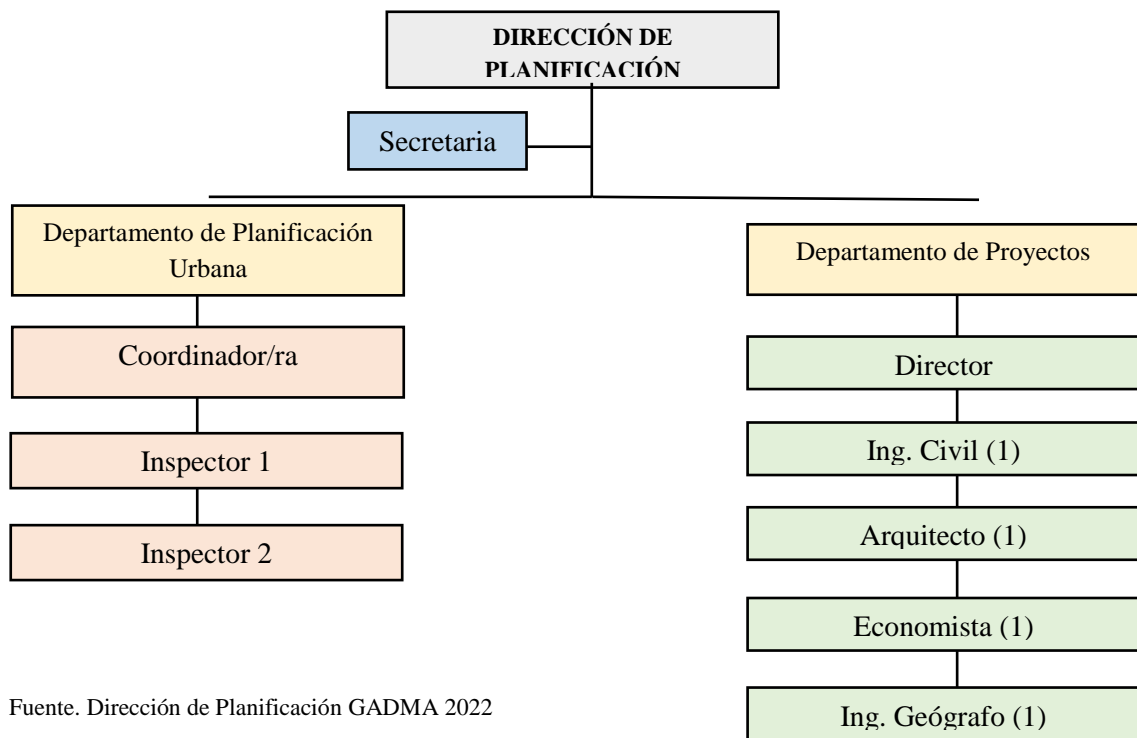 DIRECCIÓN DE
PLANIFICACIÓN
Secretaria
Departamento de Planificación
Urbana
Coordinador/ra
Inspector 1
Inspector 2
Departamento de Proyectos
Director
Ing. Civil (1)
Arquitecto (1)
Economista (1)
Ing. Geógrafo (1)
Fuente. Dirección de Planificación GADMA 2022